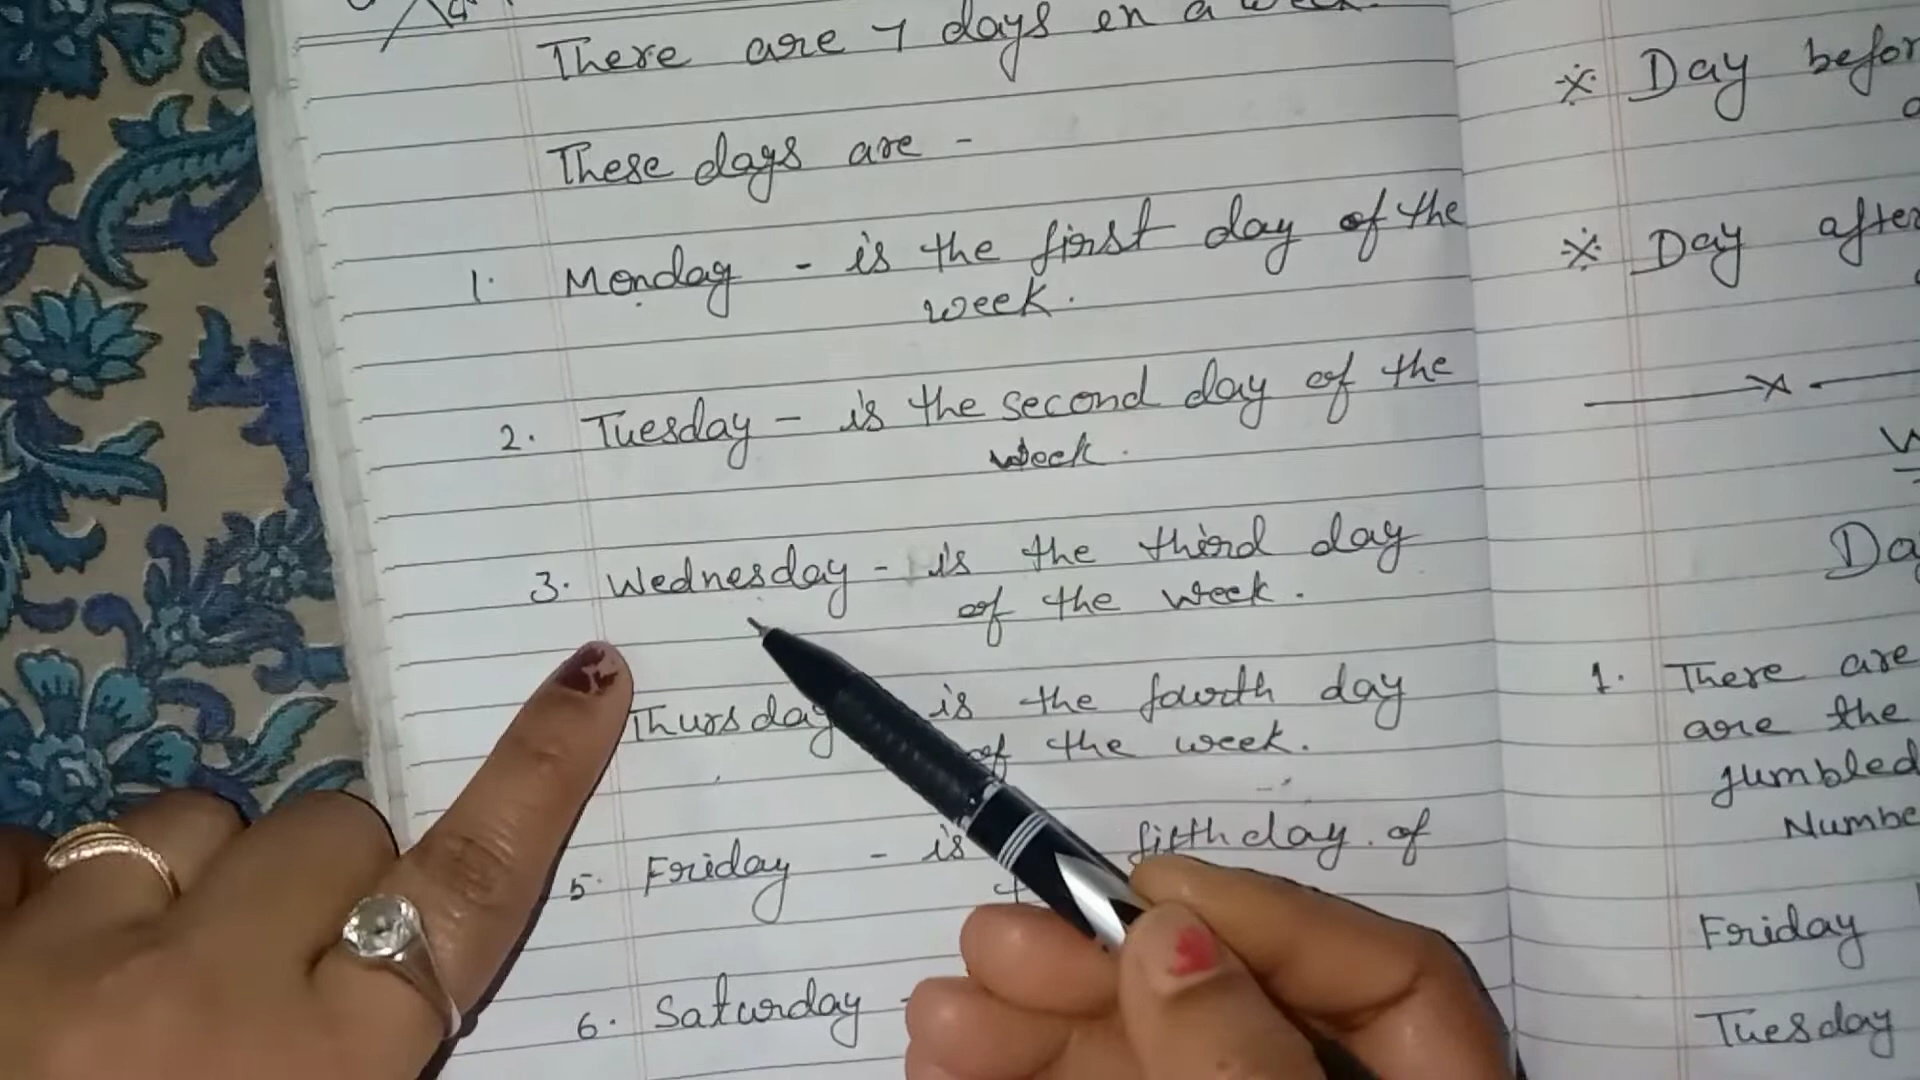 There are 7 days in a week.
These days are -
1. Monday - is the first day of the
week.
2. Tuesday - is the second day of the
week.
3. Wednesday - is the third day
of the week.
Thursday is the fourth day
of the week.
5. Friday - is fifth day of
6. Saturday -
Day
Day after
1. There are
are the
jumbled
Friday
Tuesday